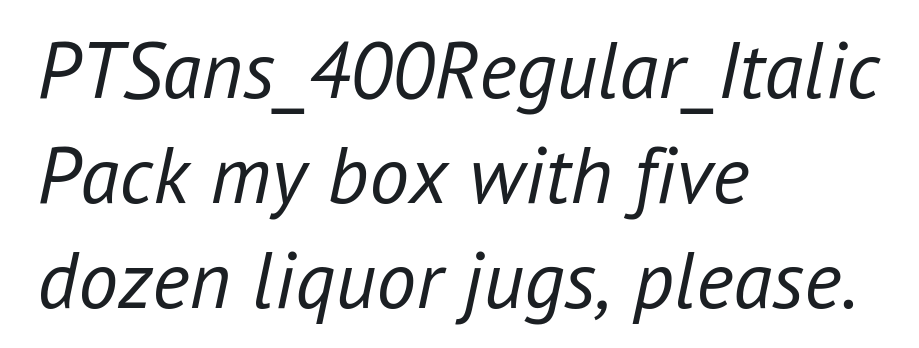 PTSans_400Regular_Italic
Pack my box with five
dozen liquor jugs, please.